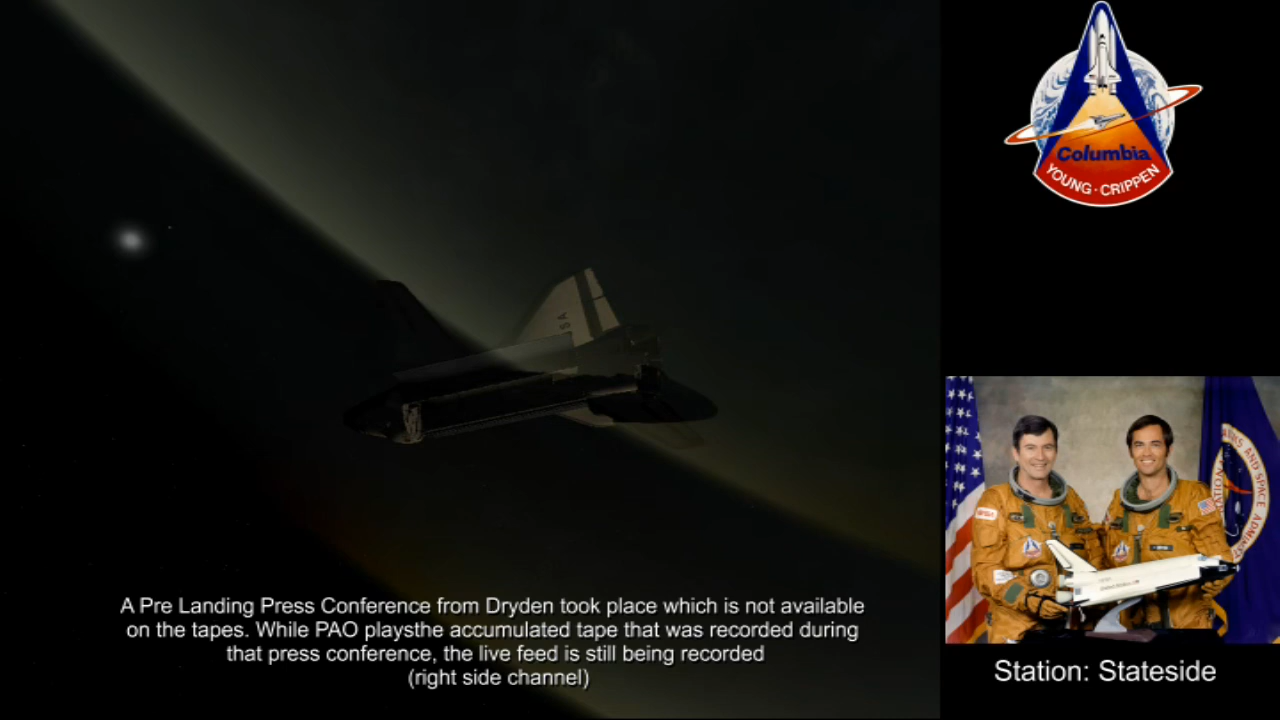 Columbia
YOUNG · CRIPPEN
SA
A Pre Landing Press Conference from Dryden took place which is not available
on the tapes. While PAO playsthe accumulated tape that was recorded during
that press conference, the live feed is still being recorded
(right side channel)
NASA
Station: Stateside